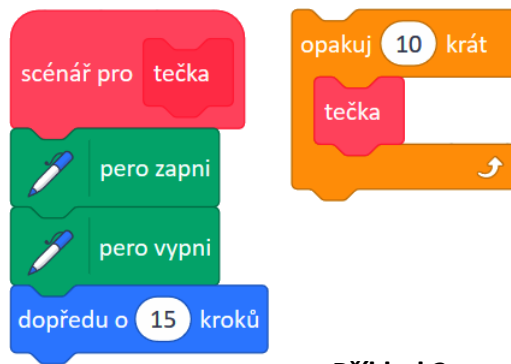 scénář pro tečka
pero zapni
pero vypni
dopředu o 15 kroků
opakuj 10 krát
tečka